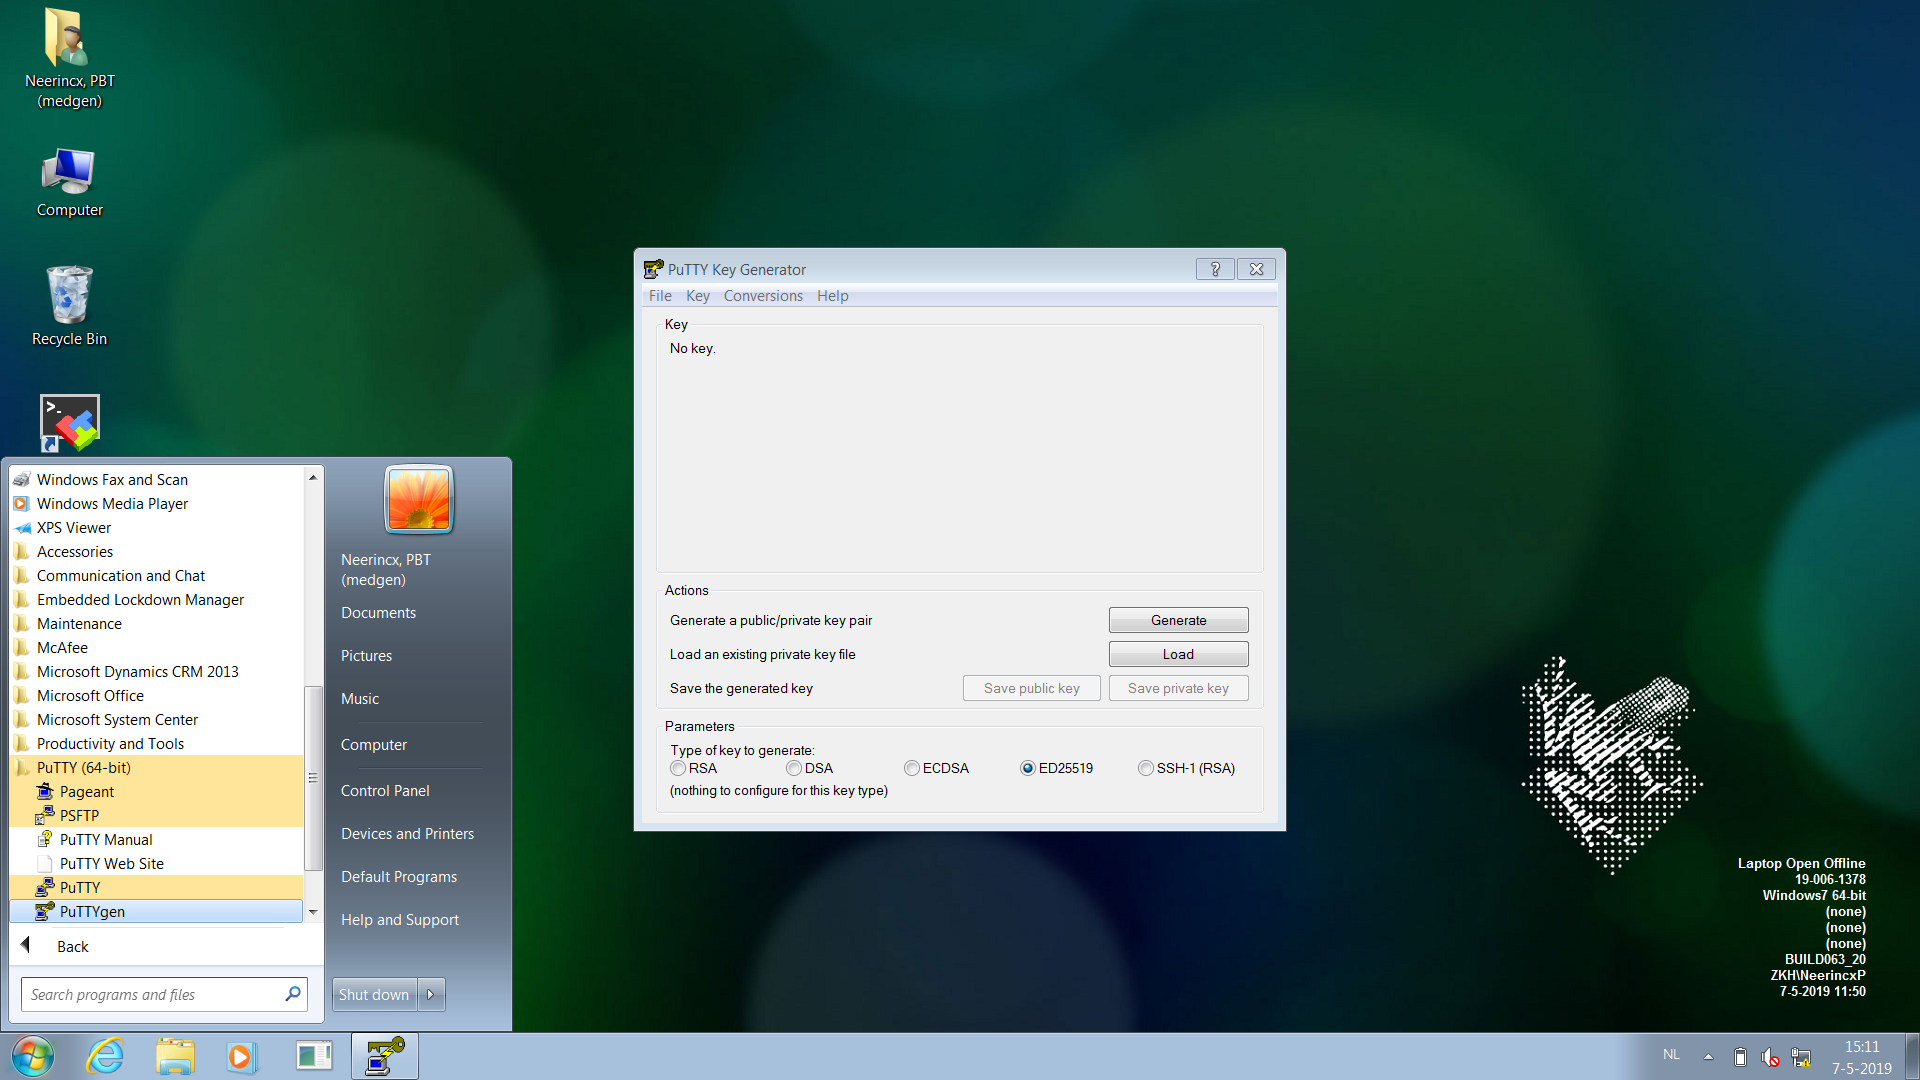 Neerincx, PBT
(medgen)
Computer
Recycle Bin
>_
PuTTY Key Generator
?
File Key Conversions Help
Key
No key.
Actions
Generate a public/private key pair
Generate
Load an existing private key file
Load
Save the generated key
Save public key
Save private key
Parameters
Type of key to generate:
RSA DSA ECDSA ED25519 SSH-1 (RSA)
(nothing to configure for this key type)
Windows Fax and Scan
Windows Media Player
XPS Viewer
Accessories
Communication and Chat
Embedded Lockdown Manager
Maintenance
McAfee
Microsoft Dynamics CRM 2013
Microsoft Office
Microsoft System Center
Productivity and Tools
PuTTY (64-bit)
Pageant
PSFTP
PuTTY Manual
PuTTY Web Site
PuTTY
PuTTYgen
Back
Search programs and files
Neerincx, PBT
(medgen)
Documents
Pictures
Music
Computer
Control Panel
Devices and Printers
Default Programs
Help and Support
Shut down
Laptop Open Offline
19-006-1378
Windows7 64-bit
(none)
(none)
(none)
BUILD063_20
ZKH\NeerincxP
7-5-2019 11:50
NL
15:11
7-5-2019